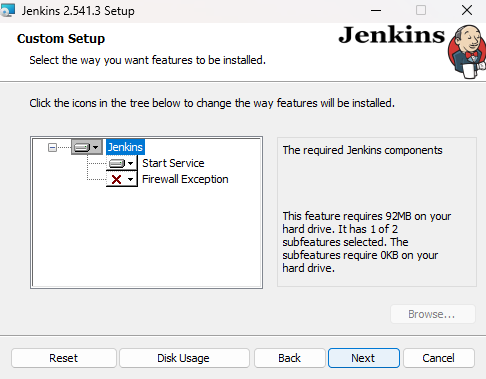 Jenkins 2.541.3 Setup
Custom Setup
Select the way you want features to be installed.
Jenkins
Click the icons in the tree below to change the way features will be installed.
Jenkins
Start Service
Firewall Exception
The required Jenkins components
This feature requires 92MB on your
hard drive. It has 1 of 2
subfeatures selected. The
subfeatures require 0KB on your
hard drive.
Browse...
Reset
Disk Usage
Back
Next
Cancel